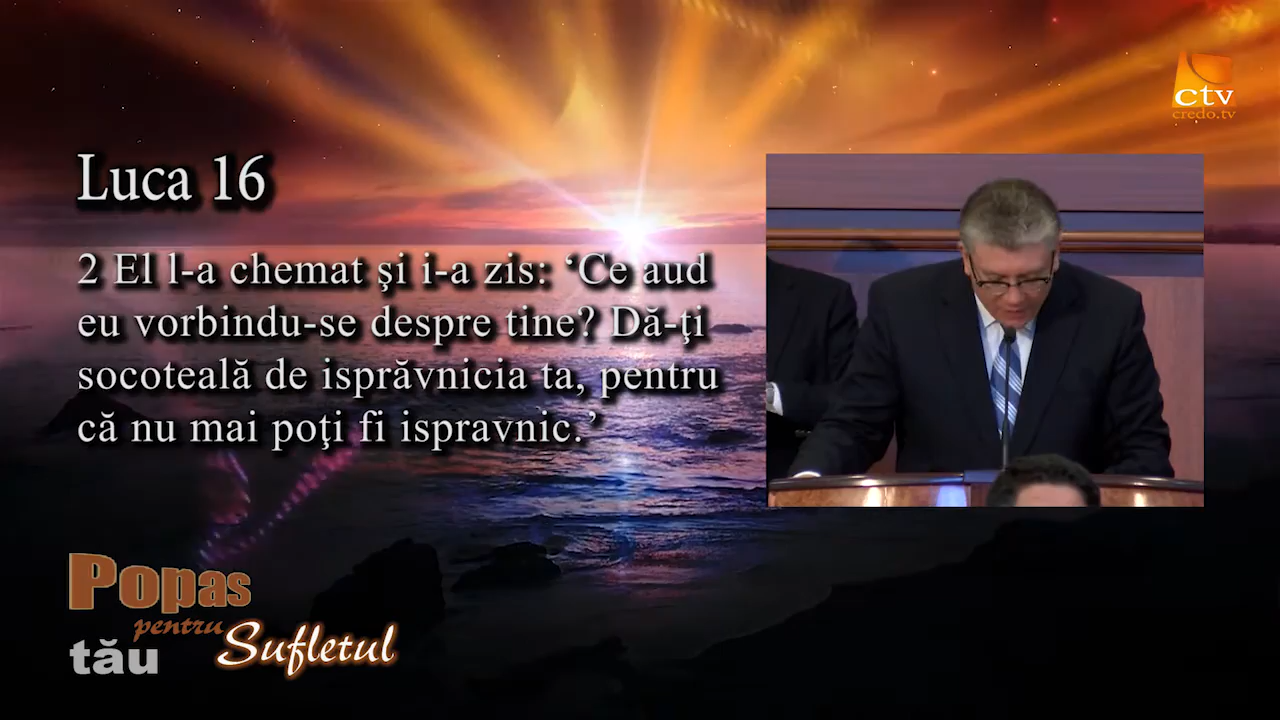 ctv
credo.tv
Luca 16
2 El l-a chemat şi i-a zis: ‘Ce aud
eu vorbindu-se despre tine? Dă-ţi
socoteală de isprăvnicia ta, pentru
că nu mai poţi fi ispravnic.’
Popas
pentru
tău Sufletul